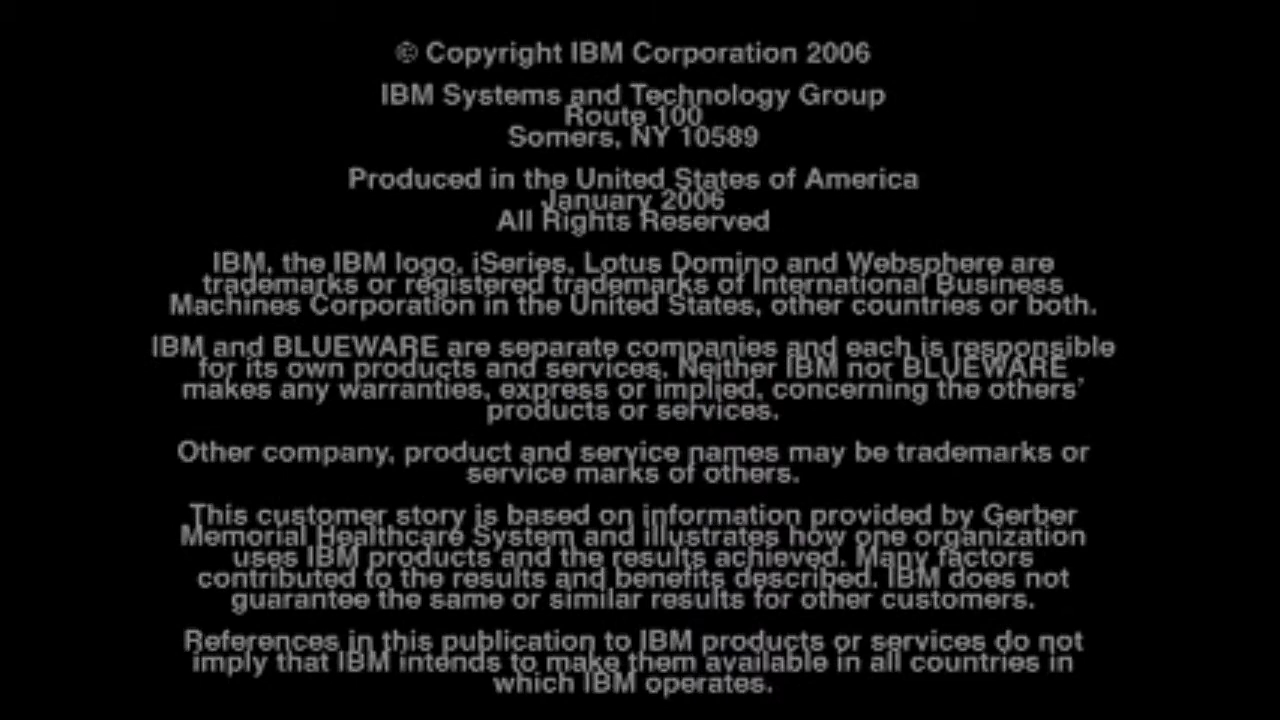 © Copyright IBM Corporation 2006
IBM Systems and Technology Group
Route 100
Somers, NY 10589
Produced in the United States of America
January 2006
All Rights Reserved
IBM, the IBM logo, iSeries, Lotus Domino and Websphere are
trademarks or registered trademarks of International Business
Machines Corporation in the United States, other countries or both.
IBM and BLUEWARE are separate companies and each is responsible
for its own products and services. Neither IBM nor BLUEWARE
makes any warranties, express or implied, concerning the others'
products or services.
Other company, product and service names may be trademarks or
service marks of others.
This customer story is based on information provided by Gerber
Memorial Healthcare System and illustrates how one organization
uses IBM products and the results achieved. Many factors
contributed to the results and benefits described. IBM does not
guarantee the same or similar results for other customers.
References in this publication to IBM products or services do not
imply that IBM intends to make them available in all countries in
which IBM operates.